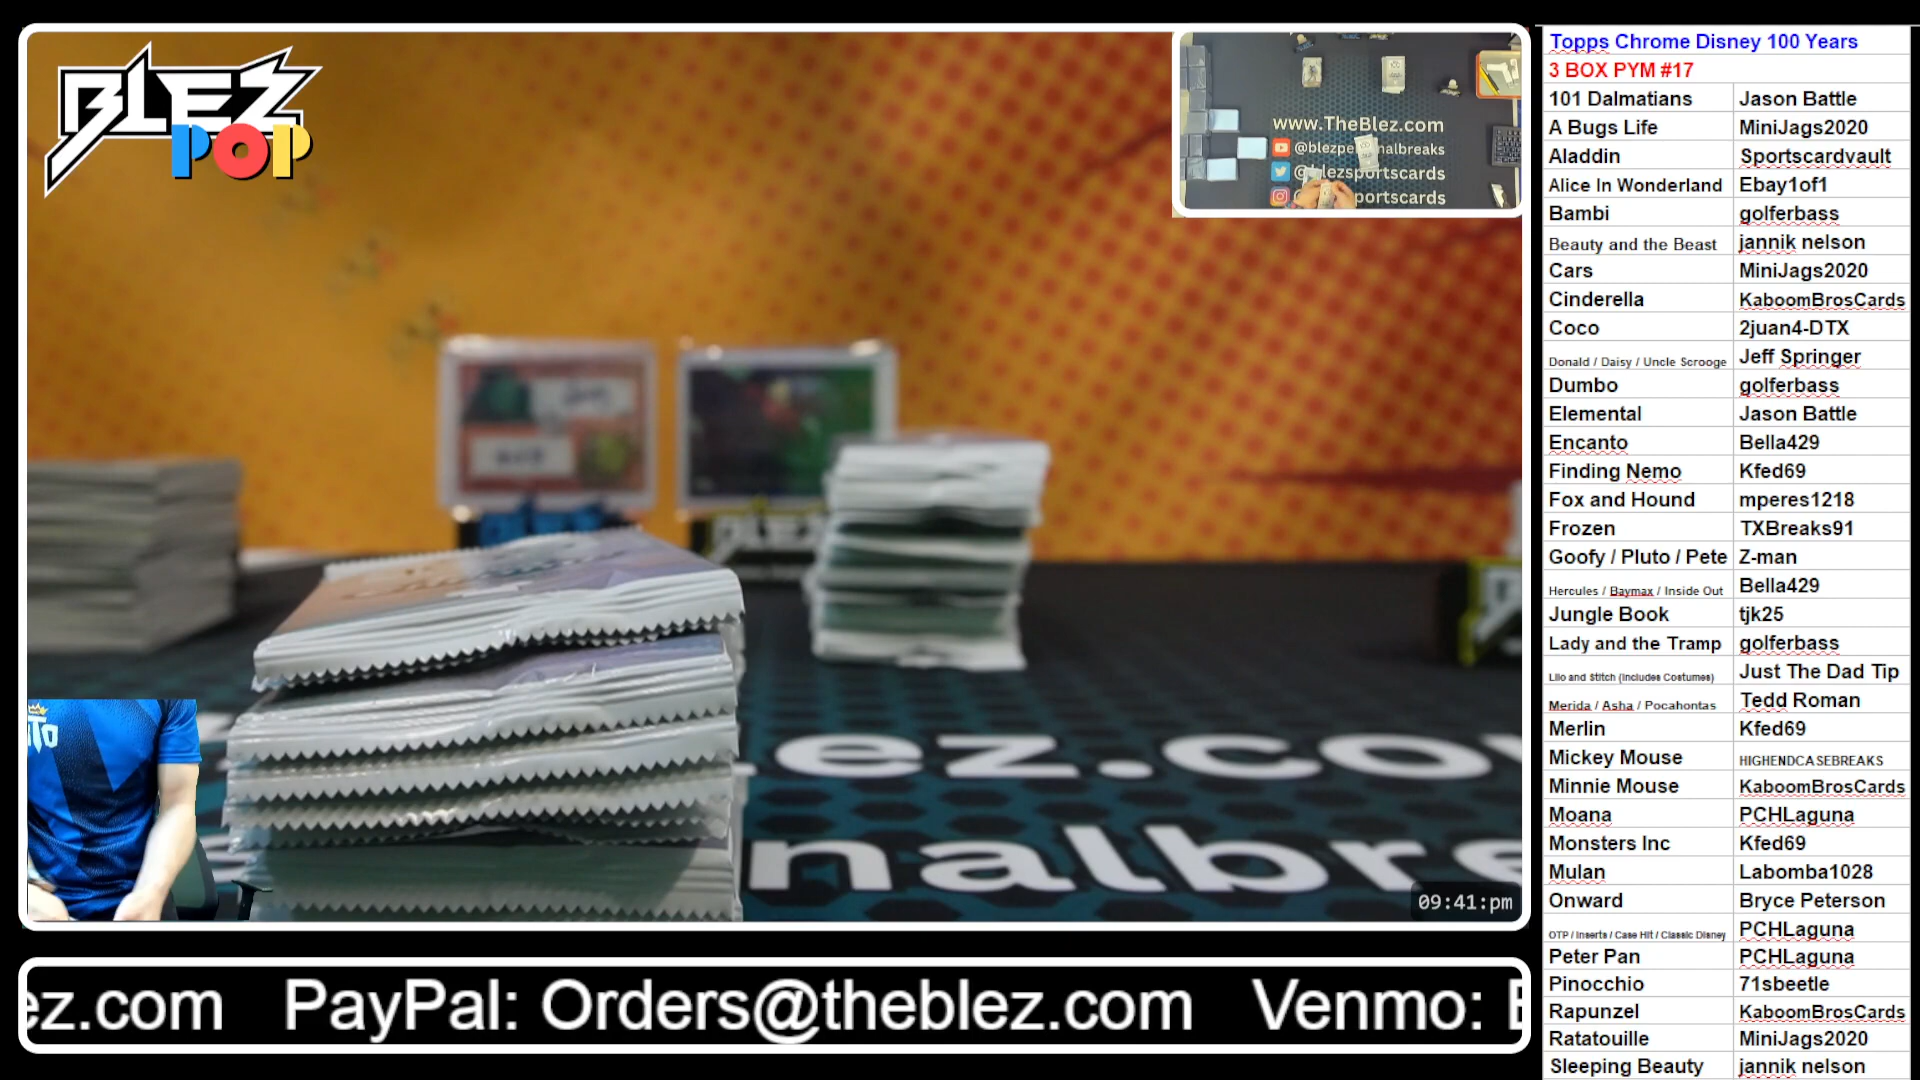 BLEZ
POP
www.TheBlez.com
@blezpe nalbreaks
@blezsportscards
portscards
lez.co
nalbre
09:41:pm
ez.com PayPal: Orders@theblez.com Venmo:
Topps Chrome Disney 100 Years
3 BOX PYM #17
101 Dalmatians Jason Battle
A Bugs Life MiniJags2020
Aladdin Sportscardvault
Alice In Wonderland Ebay1of1
Bambi golferbass
Beauty and the Beast jannik nelson
Cars MiniJags2020
Cinderella KaboomBrosCards
Coco 2juan4-DTX
Donald / Daisy / Uncle Scrooge Jeff Springer
Dumbo golferbass
Elemental Jason Battle
Encanto Bella429
Finding Nemo Kfed69
Fox and Hound mperes1218
Frozen TXBreaks91
Goofy / Pluto / Pete Z-man
Hercules / Baymax / Inside Out Bella429
Jungle Book tjk25
Lady and the Tramp golferbass
Lilo and Stitch (Includes Costumes) Just The Dad Tip
Merida / Asha / Pocahontas Tedd Roman
Merlin Kfed69
Mickey Mouse HIGHENDCASEBREAKS
Minnie Mouse KaboomBrosCards
Moana PCHLaguna
Monsters Inc Kfed69
Mulan Labomba1028
Onward Bryce Peterson
OTP / Inserts / Case Hit / Classic Disney PCHLaguna
Peter Pan PCHLaguna
Pinocchio 71sbeetle
Rapunzel KaboomBrosCards
Ratatouille MiniJags2020
Sleeping Beauty jannik nelson